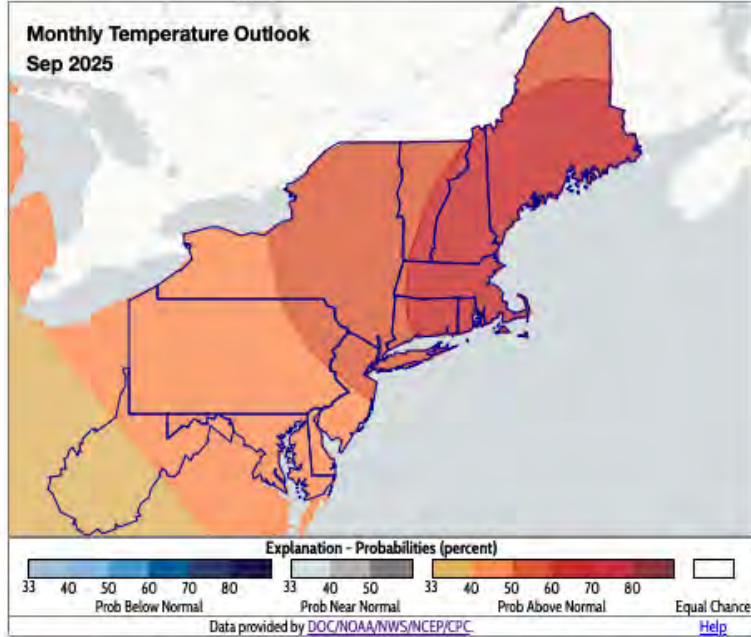 Monthly Temperature Outlook
Sep 2025
Explanation - Probabilities (percent)
33 40 50 60 70 80 33 40 50 33 40 50 60 70 80
Prob Below Normal Prob Near Normal Prob Above Normal Equal Chance
Data provided by DOC/NOAA/NWS/NCEP/CPC Help